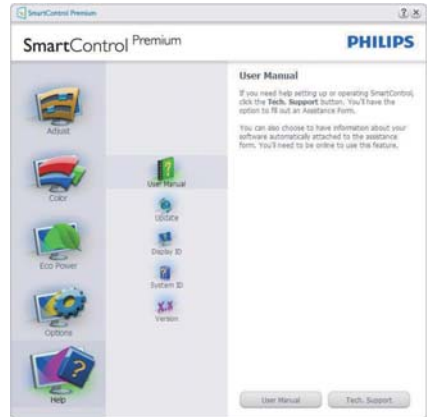 SmartControl Premium
SmartControl Premium
PHILIPS
Adjust
Color
Eco Power
Options
Help
User Manual
Update
Display ID
System ID
Version
User Manual
If you need help setting up or operating SmartControl,
click the Tech. Support button. You'll have the
option to fill out an Assistance Form.
You can also choose to have information about your
software automatically attached to the assistance
form. You'll need to be online to use this feature.
User Manual
Tech. Support